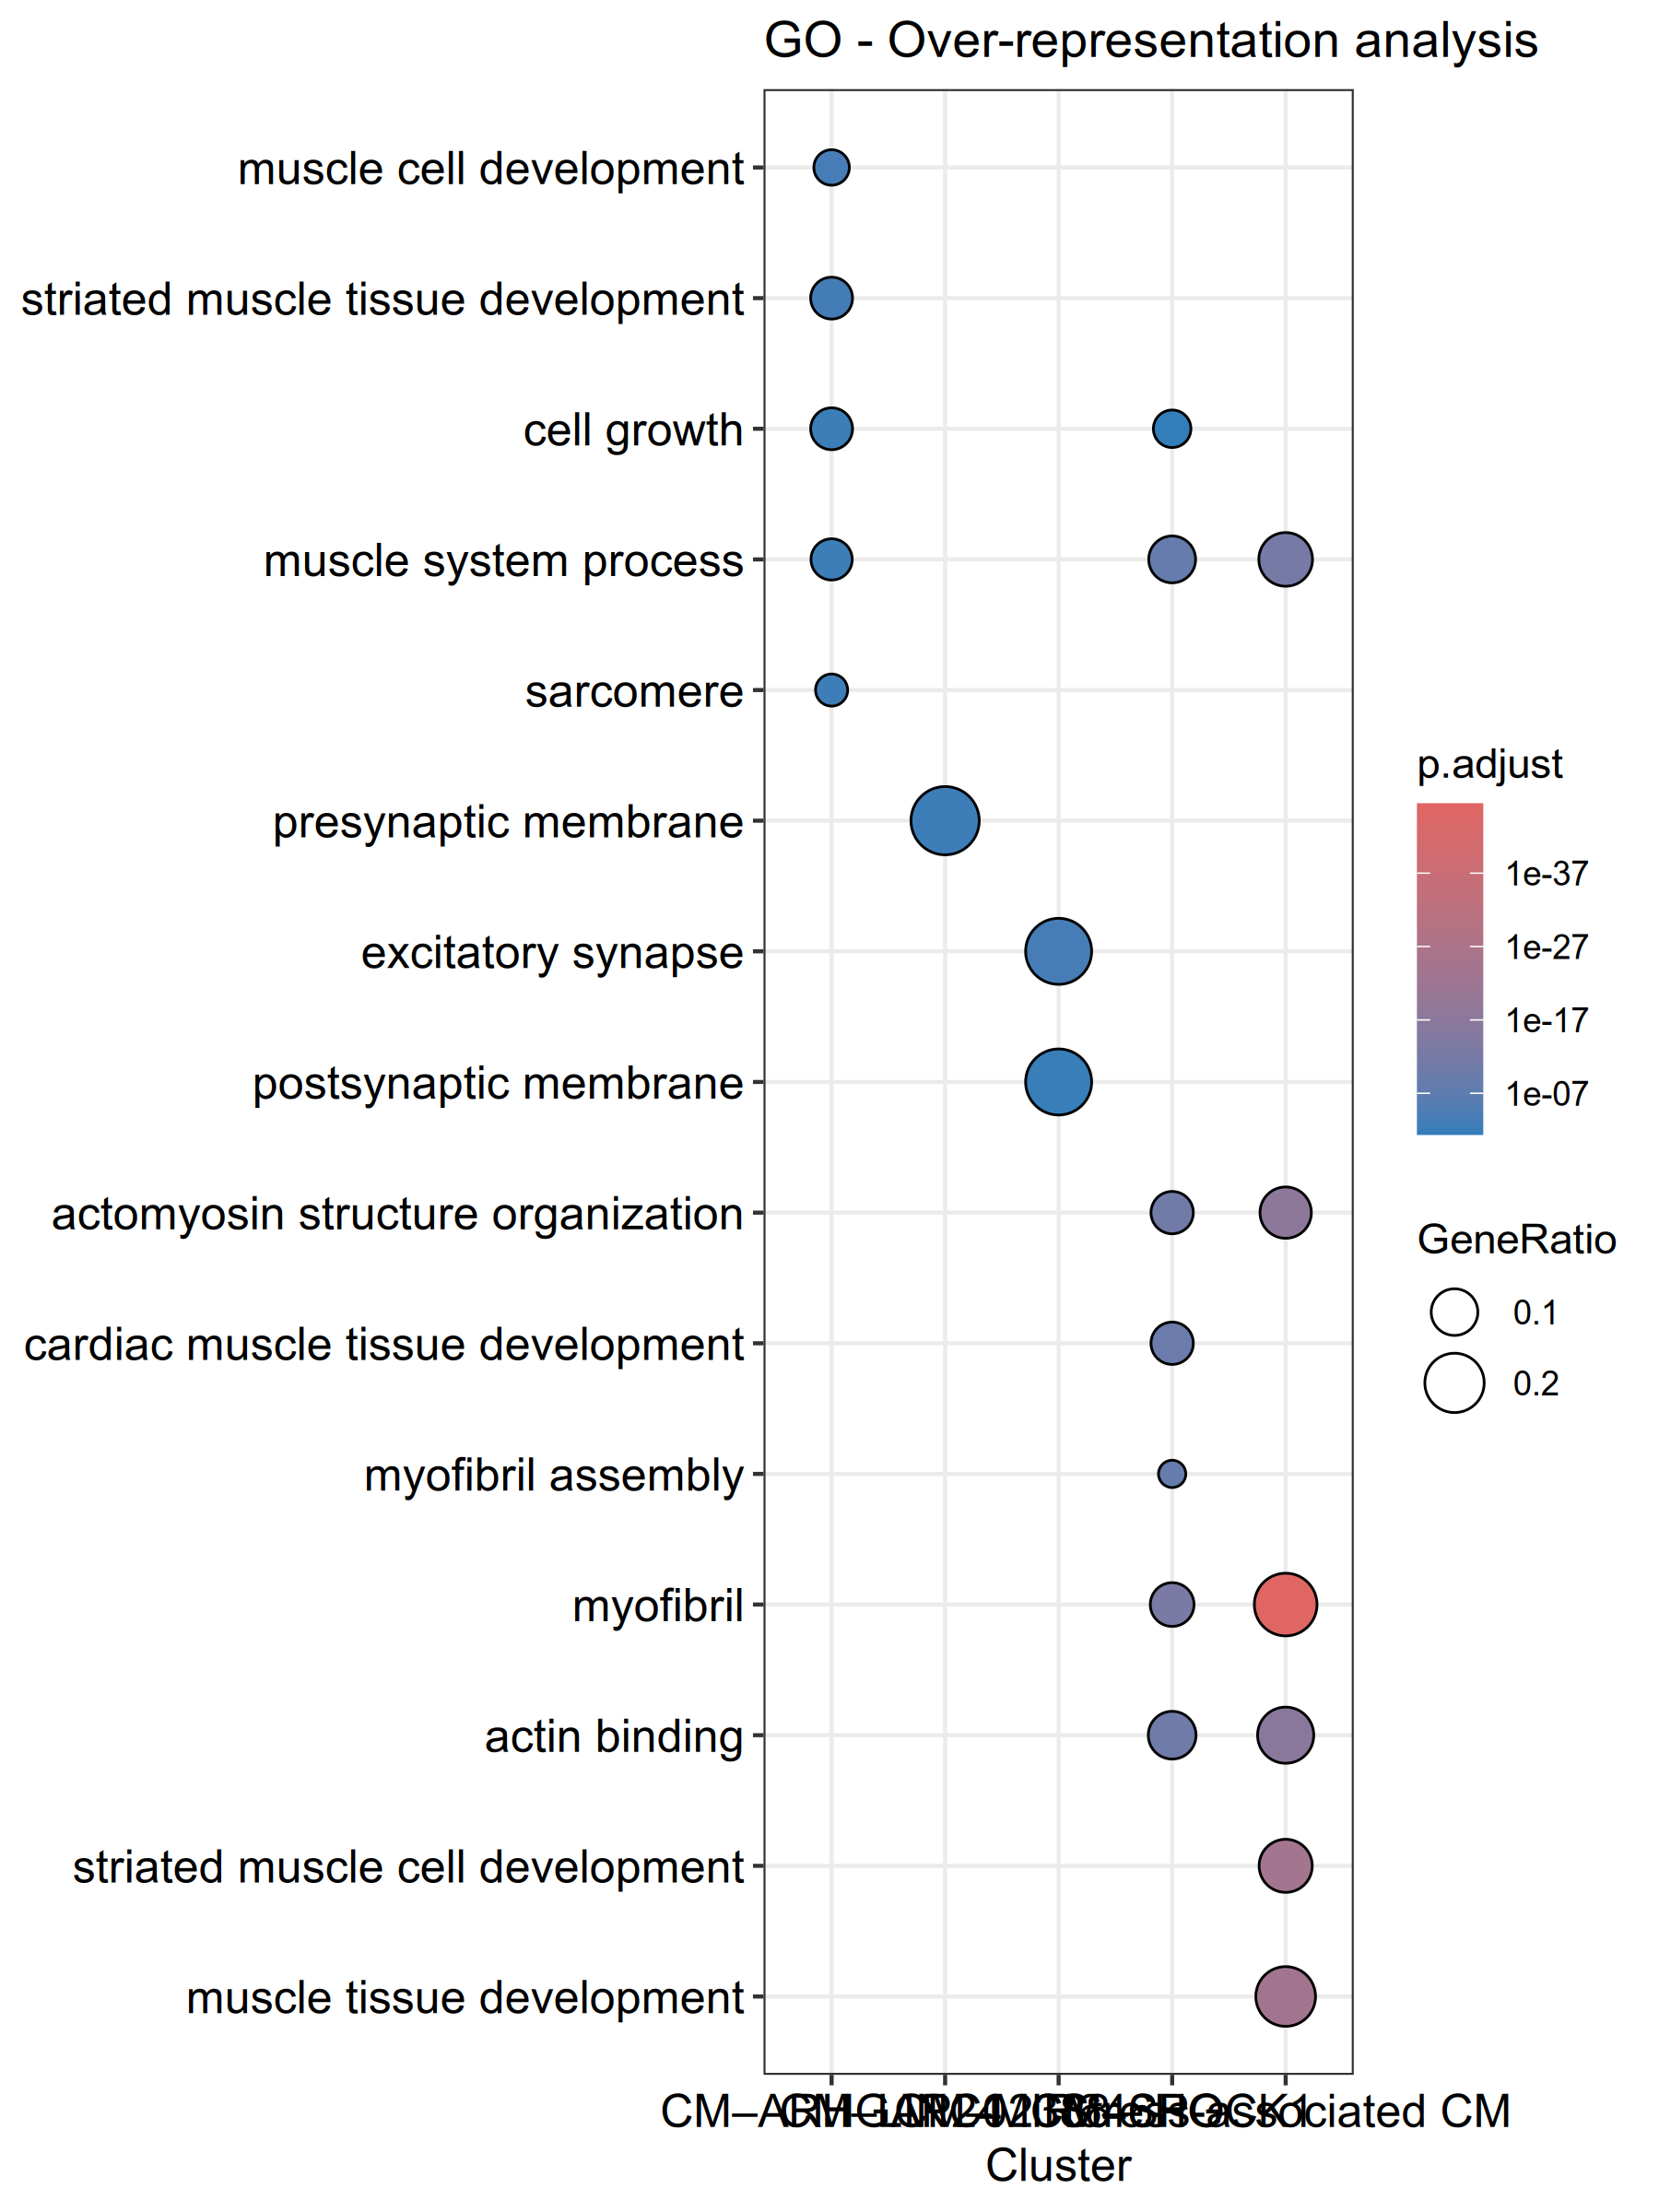 GO - Over-representation analysis
muscle cell development
striated muscle tissue development
cell growth
muscle system process
sarcomere
presynaptic membrane
excitatory synapse
postsynaptic membrane
actomyosin structure organization
cardiac muscle tissue development
myofibril assembly
myofibril
actin binding
striated muscle cell development
muscle tissue development
p.adjust
1e-37
1e-27
1e-17
1e-07
GeneRatio
0.1
0.2
CM
Cluster